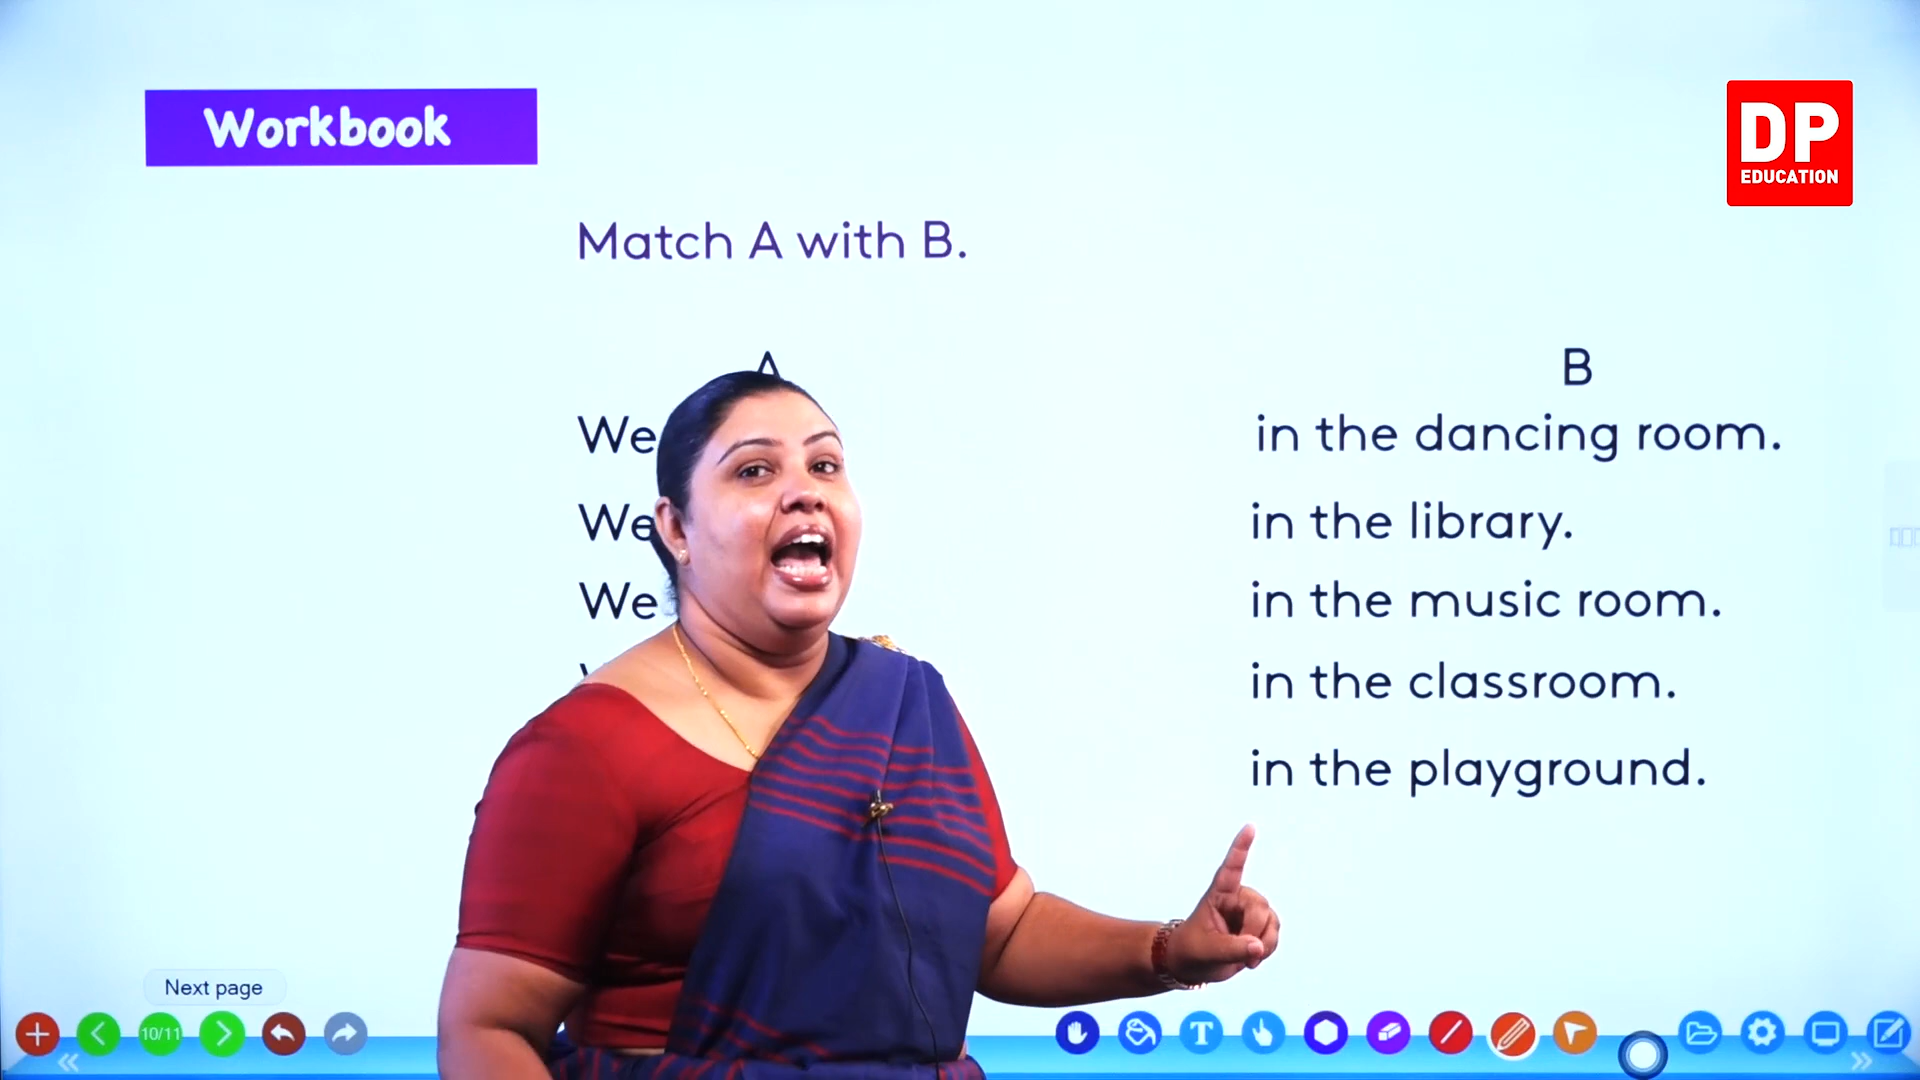 Workbook
DP
EDUCATION
Match A with B.
A
B
We
in the dancing room.
We
in the library.
We
in the music room.
in the classroom.
in the playground.
Next page
10/11
T